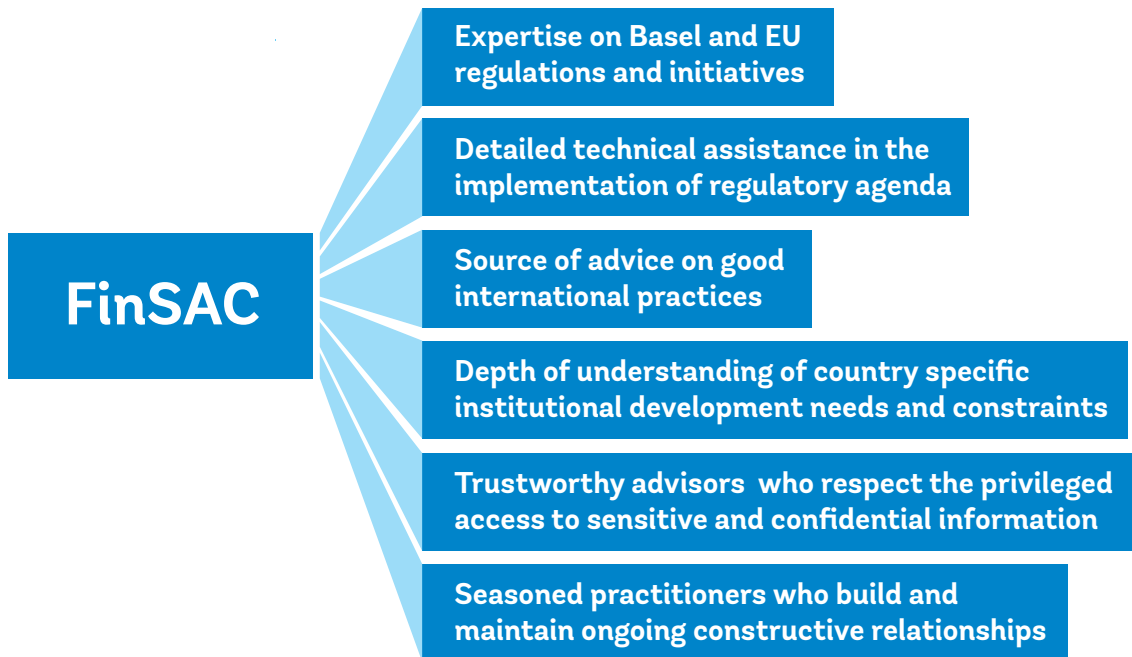 FinSAC
Expertise on Basel and EU
regulations and initiatives
Detailed technical assistance in the
implementation of regulatory agenda
Source of advice on good
international practices
Depth of understanding of country specific
institutional development needs and constraints
Trustworthy advisors  who respect the privileged
access to sensitive and confidential information
Seasoned practitioners who build and
maintain ongoing constructive relationships